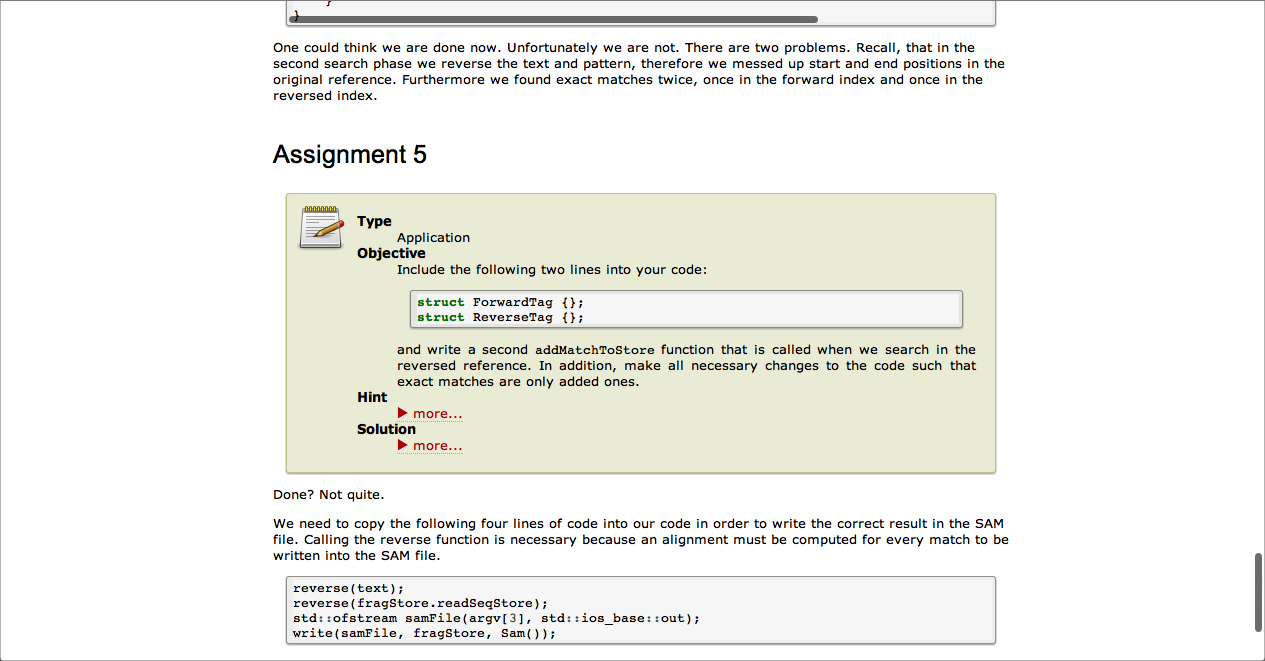 }
}
One could think we are done now. Unfortunately we are not. There are two problems. Recall, that in the
second search phase we reverse the text and pattern, therefore we messed up start and end positions in the
original reference. Furthermore we found exact matches twice, once in the forward index and once in the
reversed index.
Assignment 5
Type
Application
Objective
Include the following two lines into your code:
struct ForwardTag {};
struct ReverseTag {};
and write a second addMatchToStore function that is called when we search in the
reversed reference. In addition, make all necessary changes to the code such that
exact matches are only added ones.
Hint
more...
Solution
more...
Done? Not quite.
We need to copy the following four lines of code into our code in order to write the correct result in the SAM
file. Calling the reverse function is necessary because an alignment must be computed for every match to be
written into the SAM file.
reverse(text);
reverse(fragStore.readSeqStore);
std::ofstream samFile(argv[3], std::ios_base::out);
write(samFile, fragStore, Sam());